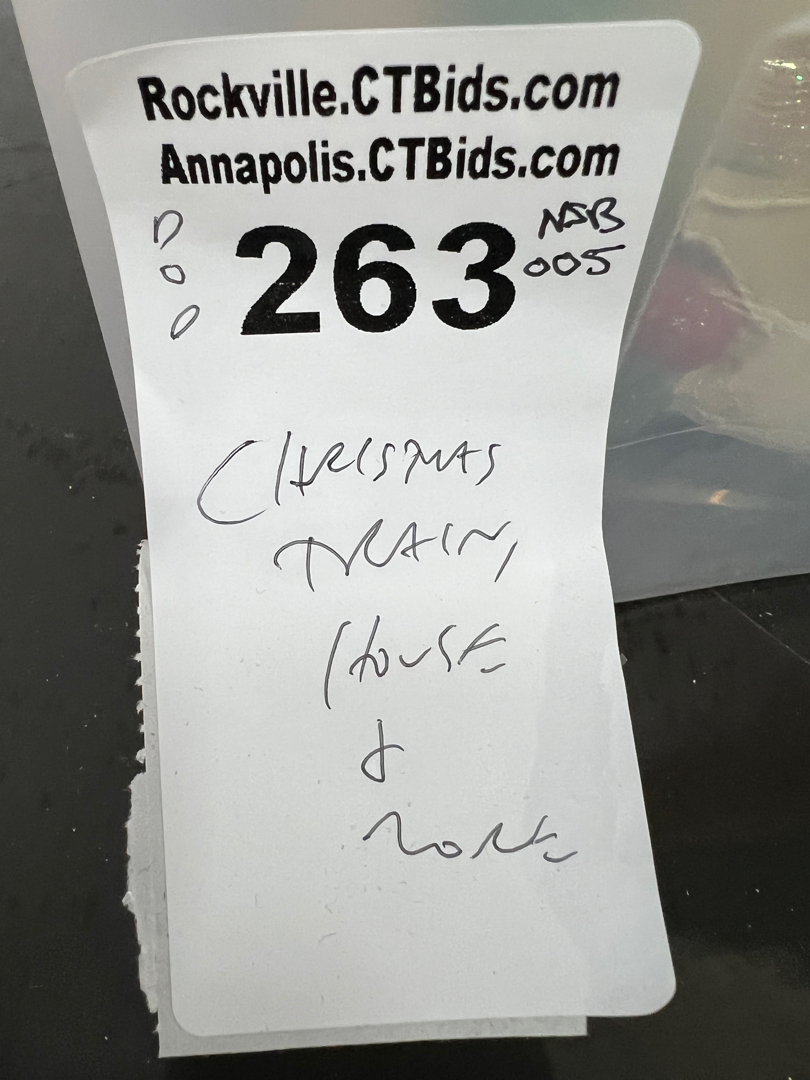 Rockville.CTBids.com
Annapolis.CTBids.com
D
O
O
263
NSB
005
CHRISTMAS
TRAIN,
HOUSE
&
MORE